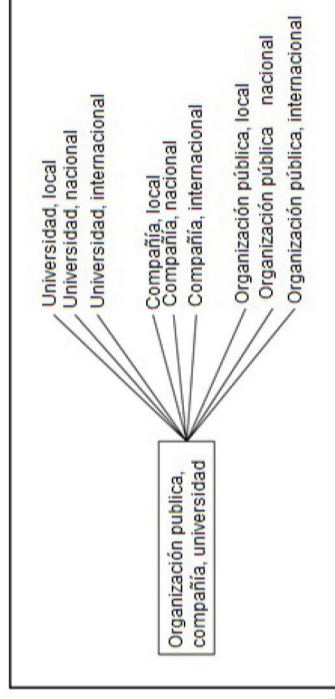 Organización publica,
compañía, universidad
Universidad, local
Universidad, nacional
Universidad, internacional
Compañía, local
Compañía, nacional
Compañía, internacional
Organización pública, local
Organización pública nacional
Organización pública, internacional